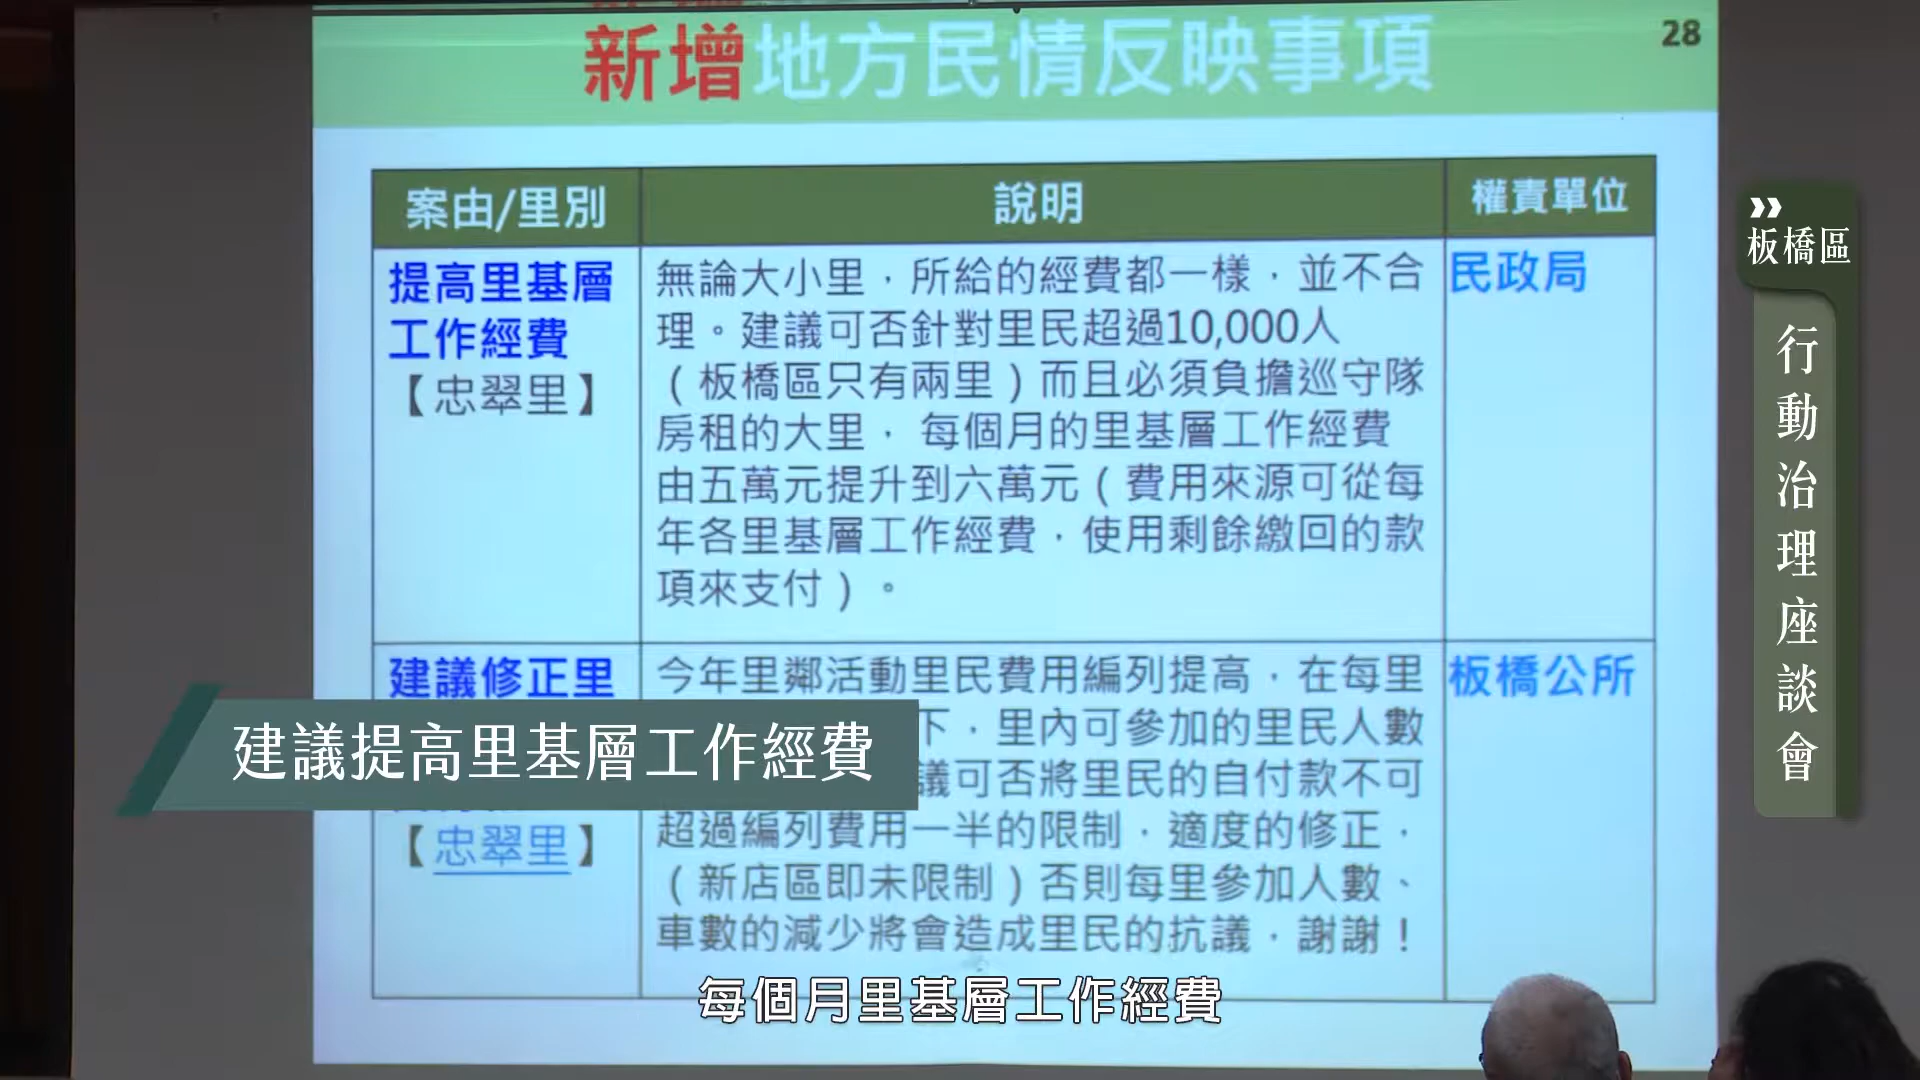 新增地方民情反映事項
28
案由/里別
說明
權責單位
提高里基層
工作經費
【忠翠里】
無論大小里，所給的經費都一樣，並不合
理。建議可否針對里民超過10,000人
（板橋區只有兩里）而且必須負擔巡守隊
房租的大里， 每個月的里基層工作經費
由五萬元提升到六萬元（費用來源可從每
年各里基層工作經費，使用剩餘繳回的款
項來支付）。
民政局
建議修正里
【忠翠里】
今年里鄰活動里民費用編列提高，在每里
下，里內可參加的里民人數
議可否將里民的自付款不可
超過編列費用一半的限制，適度的修正，
（新店區即未限制）否則每里參加人數、
車數的減少將會造成里民的抗議，謝謝！
板橋公所
建議提高里基層工作經費
每個月里基層工作經費
板橋區
行動治理座談會